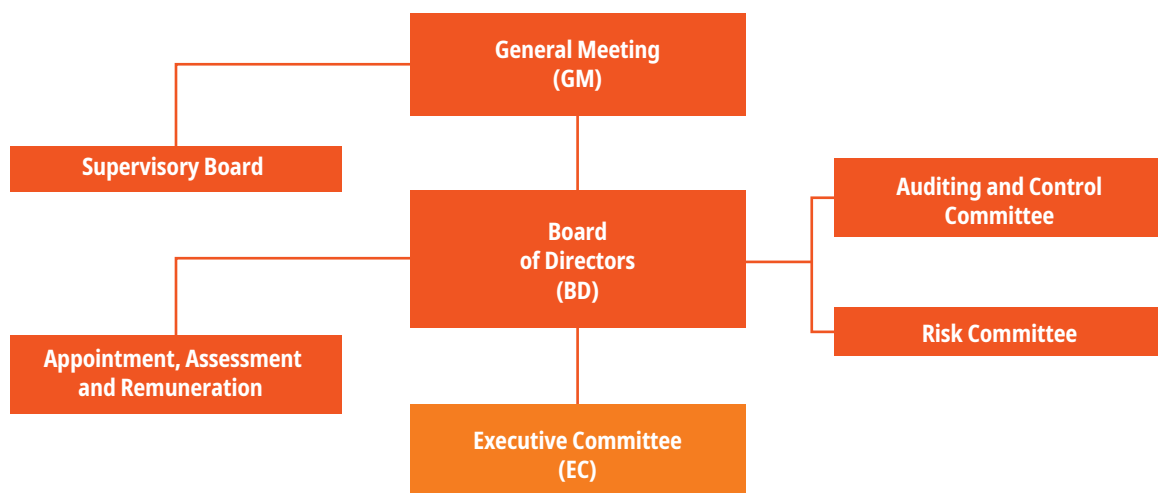 General Meeting
(GM)
Supervisory Board
Auditing and Control
Committee
Board
of Directors
(BD)
Risk Committee
Appointment, Assessment
and Remuneration
Executive Committee
(EC)